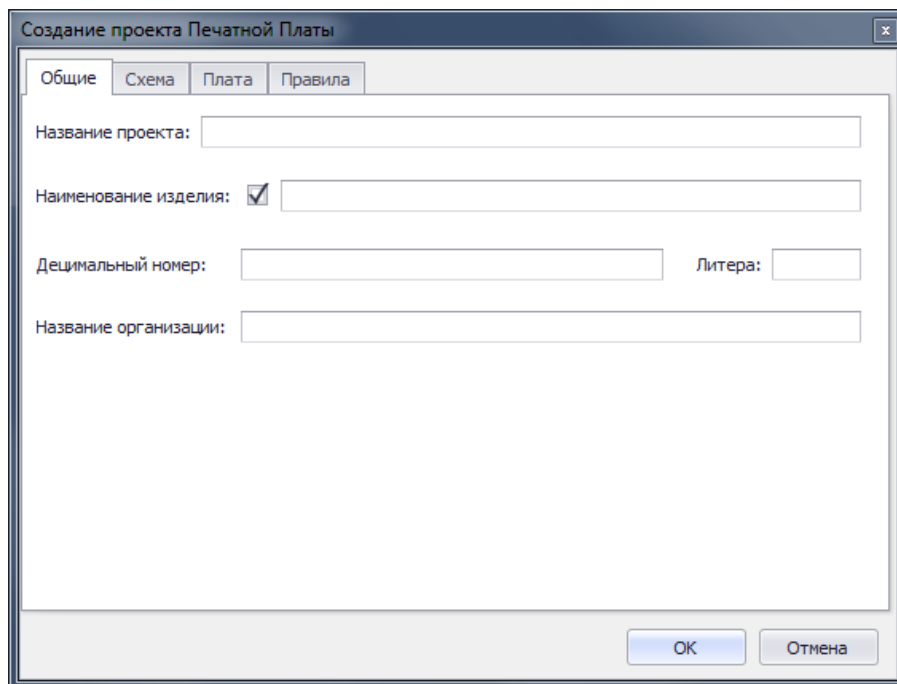 Создание проекта Печатной Платы
Общие Схема Плата Правила
Название проекта:
Наименование изделия:
Децимальный номер: Литера:
Название организации:
OK Отмена